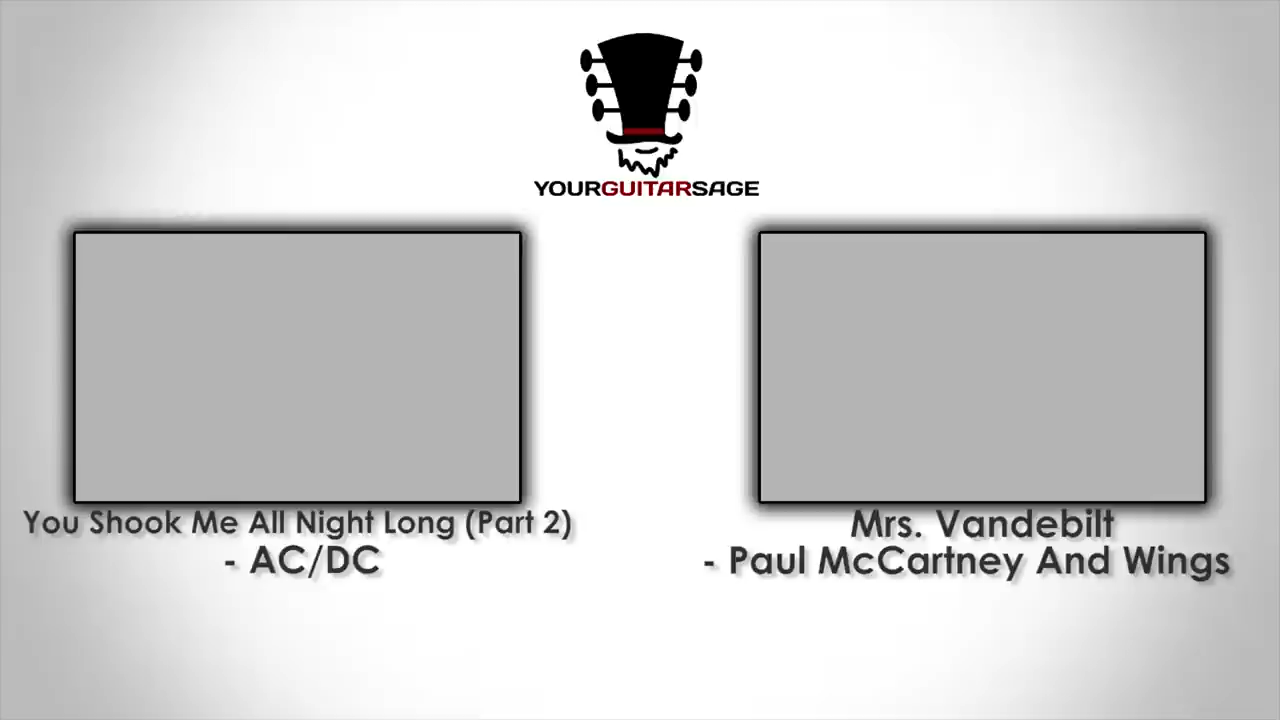 YOURGUITARSAGE
You Shook Me All Night Long (Part 2)
- AC/DC
Mrs. Vandebilt
- Paul McCartney And Wings